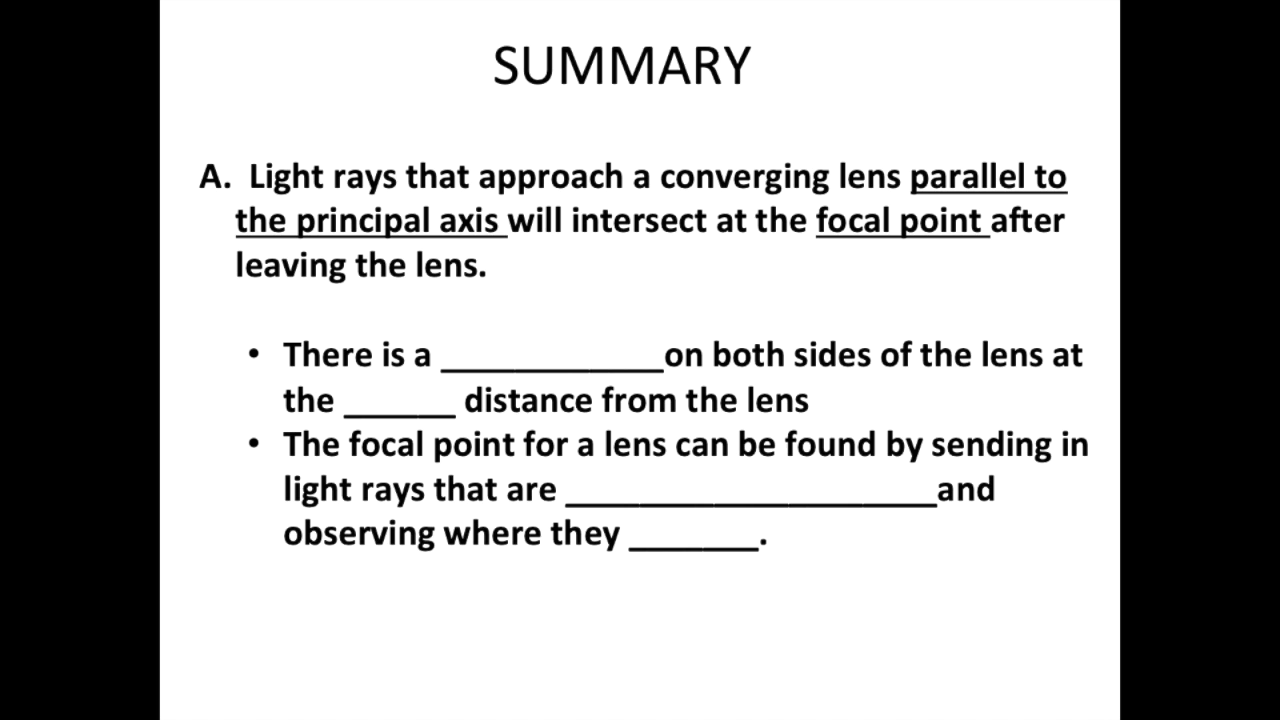 SUMMARY
A. Light rays that approach a converging lens parallel to
the principal axis will intersect at the focal point after
leaving the lens.
• There is a ____________on both sides of the lens at
the ______ distance from the lens
• The focal point for a lens can be found by sending in
light rays that are ____________________and
observing where they _______.